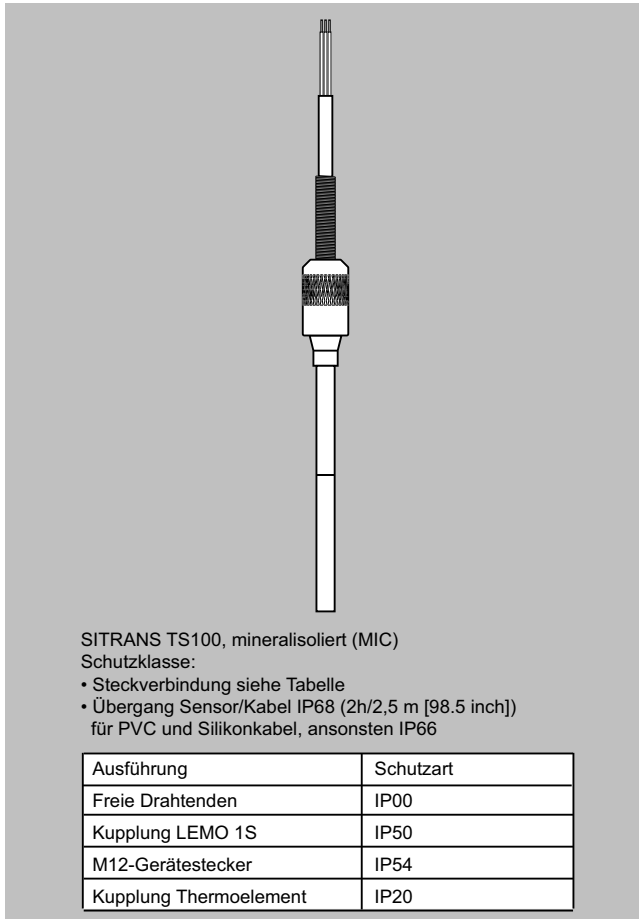 SITRANS TS100, mineralisoliert (MIC)
Schutzklasse:
• Steckverbindung siehe Tabelle
• Übergang Sensor/Kabel IP68 (2h/2,5 m [98.5 inch])
für PVC und Silikonkabel, ansonsten IP66
Ausführung Schutzart
Freie Drahtenden IP00
Kupplung LEMO 1S IP50
M12-Gerätestecker IP54
Kupplung Thermoelement IP20